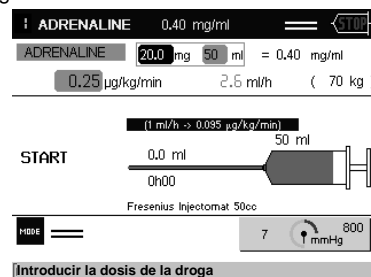 ADRENALINE 0.40 mg/ml STOP
ADRENALINE 20.0 mg 50 ml = 0.40 mg/ml
0.25 µg/kg/min 2.6 ml/h ( 70 kg
(1 ml/h -> 0.095 µg/kg/min)
50 ml
START 0.0 ml
0h00
Fresenius Injectomat 50cc
MODE 7 800 mmHg
Introducir la dosis de la droga